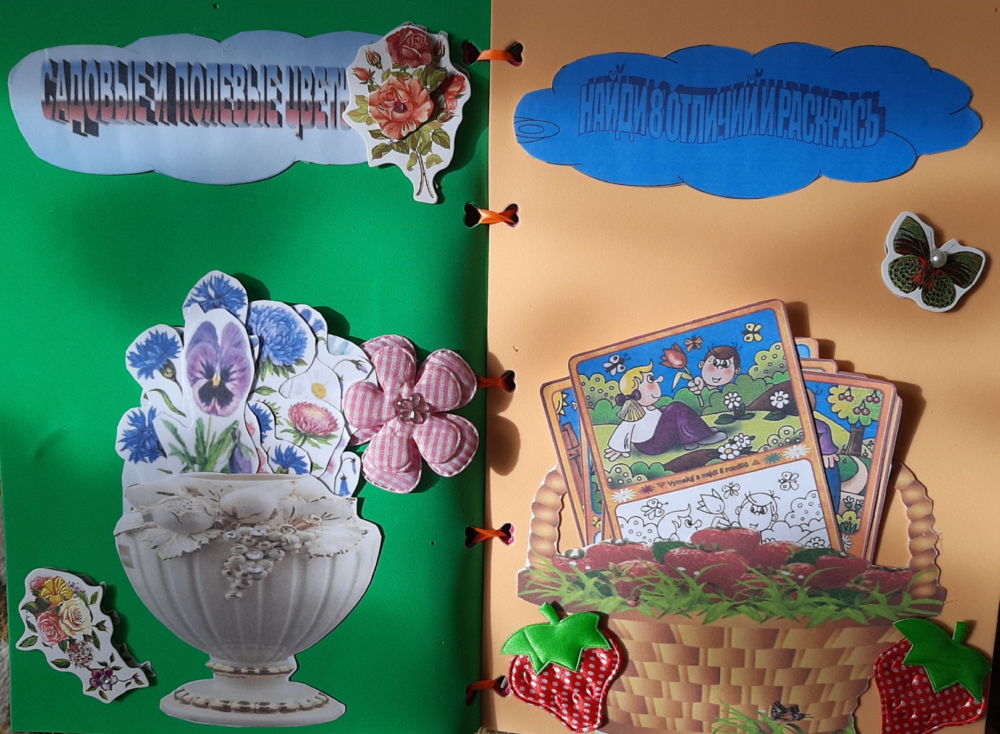 САДОВЫЕ И ПОЛЕВЫЕ ЦВЕТЫ
НАЙДИ 8 ОТЛИЧИЙ И РАСКРАСЬ
Vymaluj a najdi 8 rozdílů